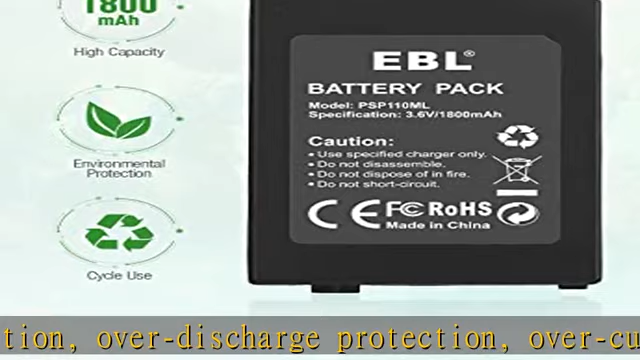 1800
mAh
High Capacity
Environmental
Protection
Cycle Use
EBL®
BATTERY PACK
Model: PSP110ML
Specification: 3.6V/1800mAh
Caution:
• Use specified charger only.
• Do not disassemble.
• Do not dispose of in fire.
• Do not short-circuit.
CE FC RoHS
Made in China
tion, over-discharge protection, over-cu